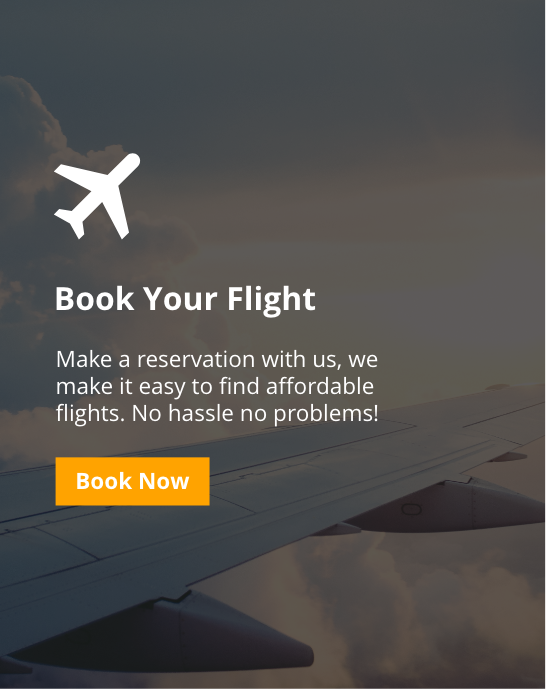 Book Your Flight
Make a reservation with us, we
make it easy to find affordable
flights. No hassle no problems!
Book Now